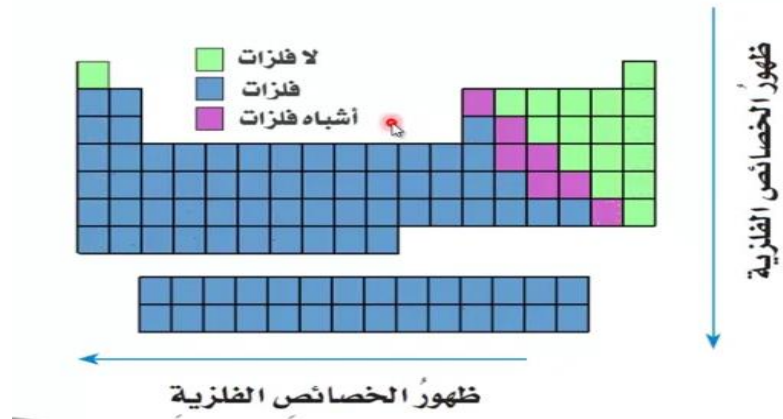 لا فلزات
فلزات
أشباه فلزات
ظهورُ الخصائص الفلزية
ظهورُ الخصائص الفلزية